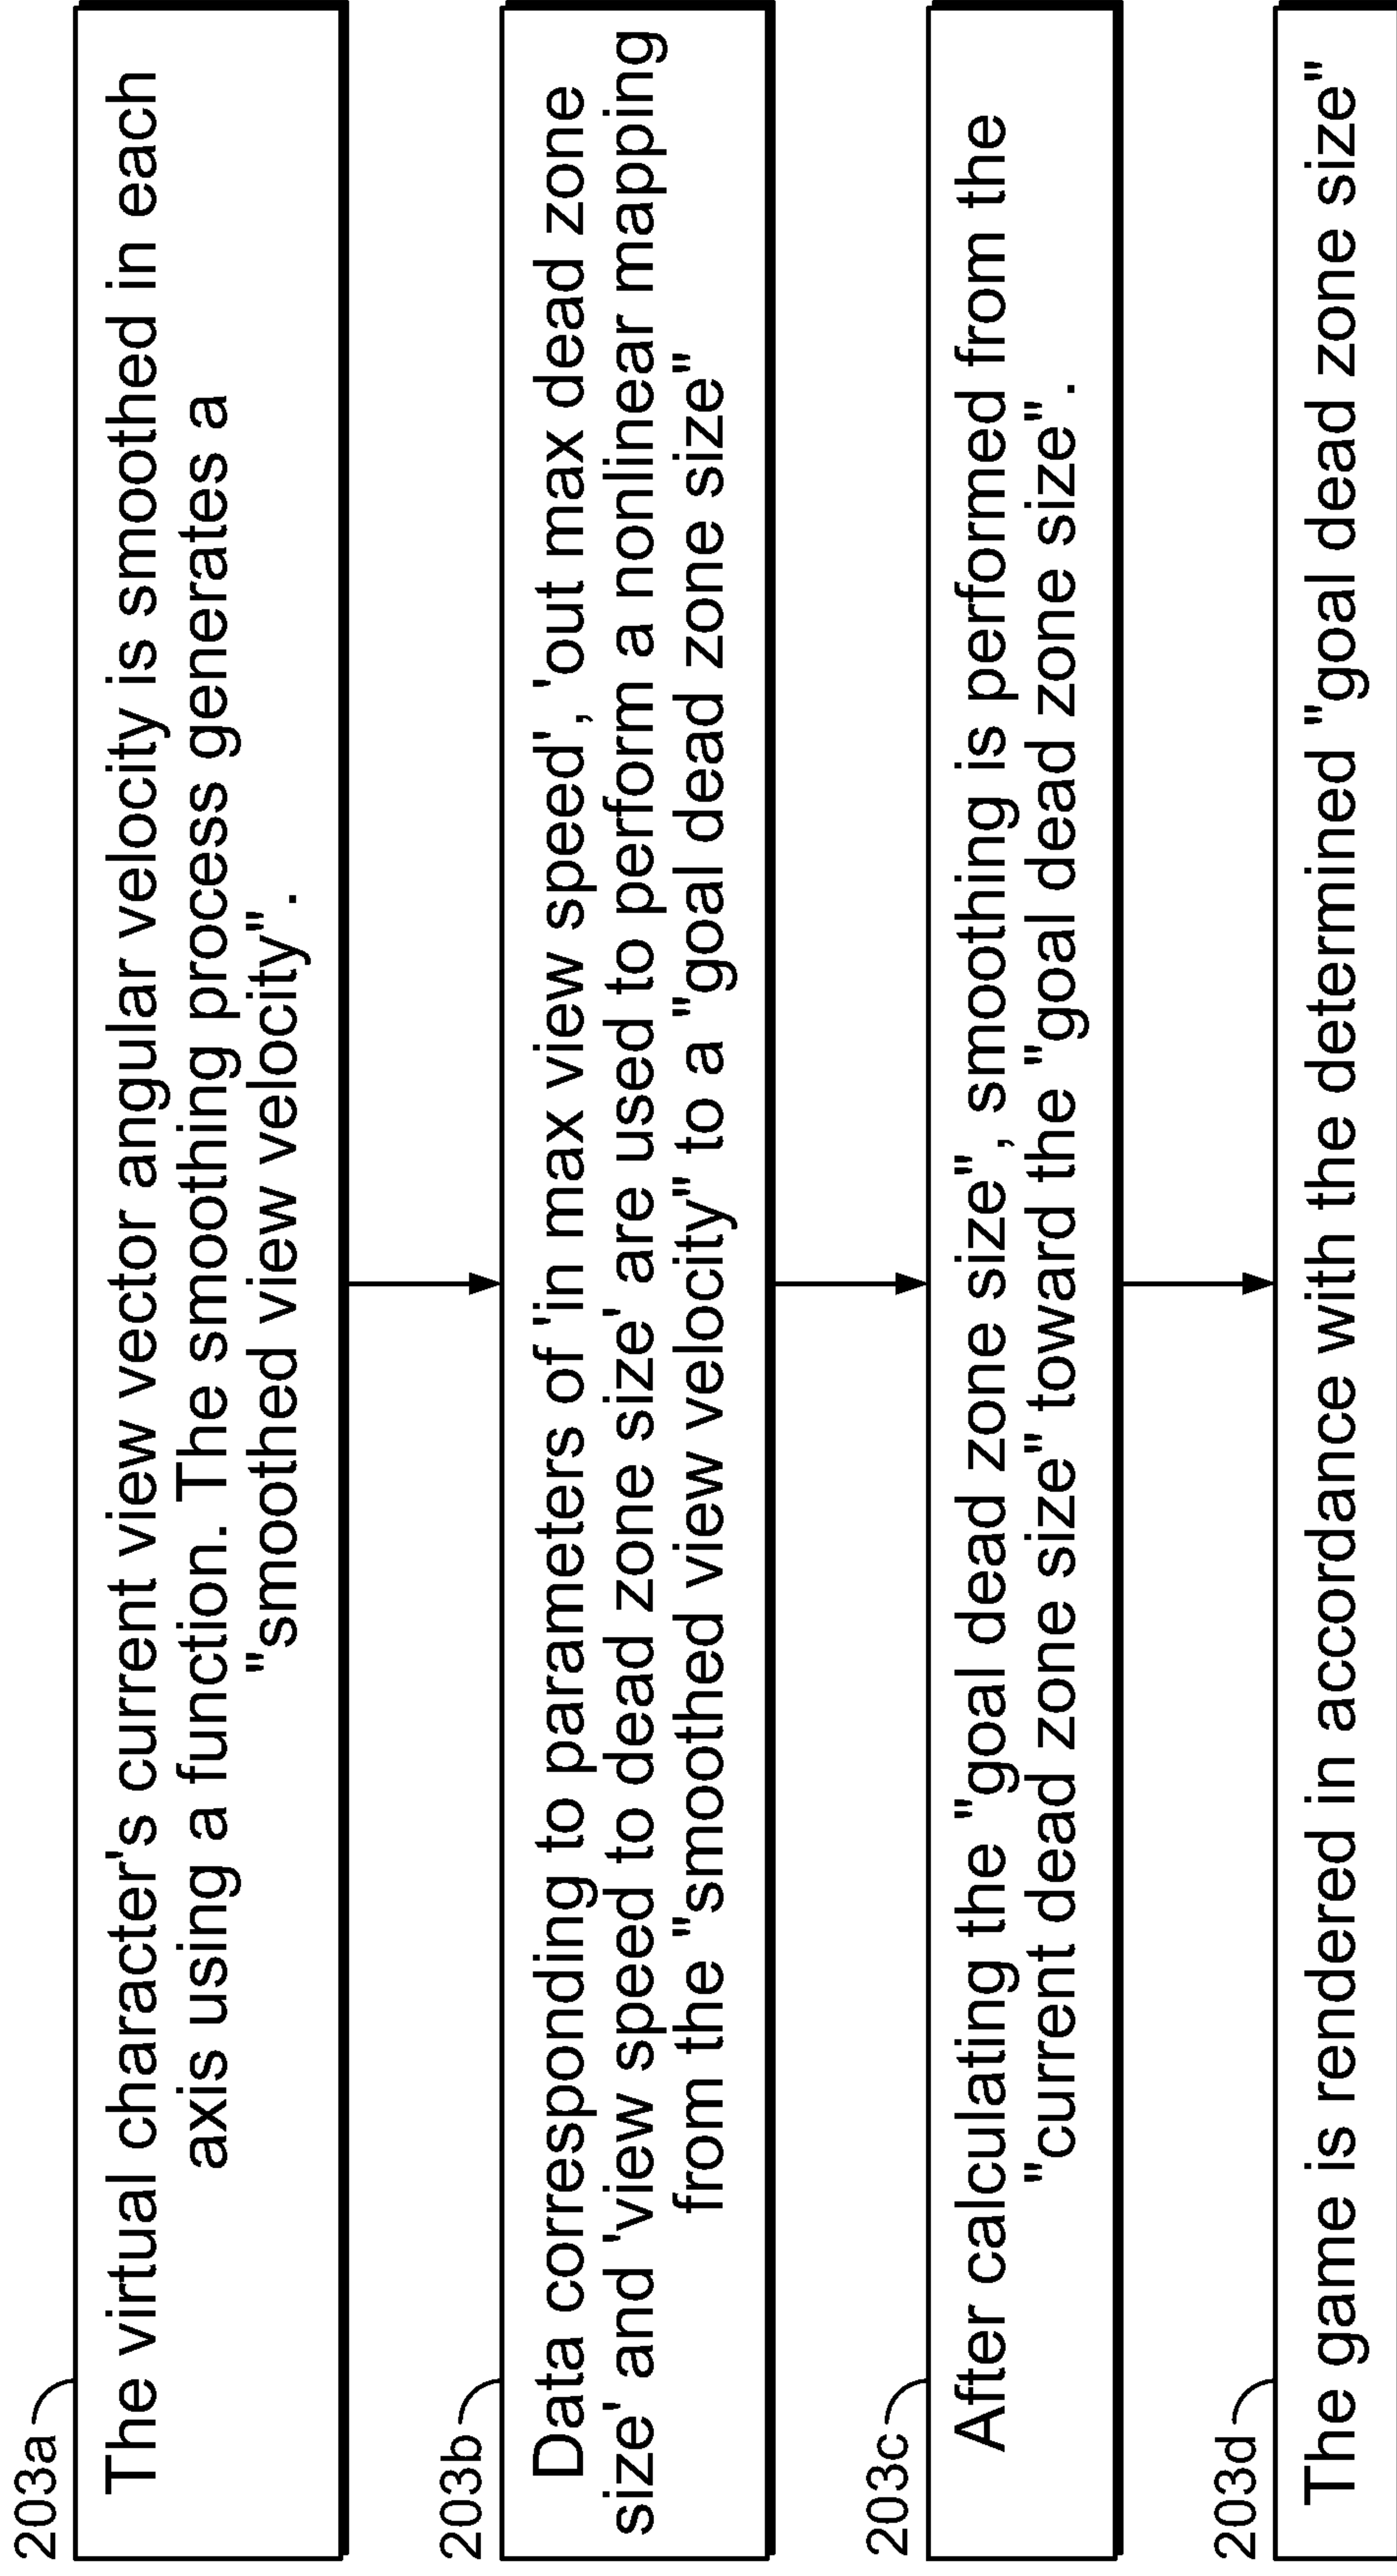 203a
The virtual character's current view vector angular velocity is smoothed in each
axis using a function. The smoothing process generates a
"smoothed view velocity".
203b
Data corresponding to parameters of 'in max view speed', 'out max dead zone
size' and 'view speed to dead zone size' are used to perform a nonlinear mapping
from the "smoothed view velocity" to a "goal dead zone size"
203c
After calculating the "goal dead zone size", smoothing is performed from the
"current dead zone size" toward the "goal dead zone size".
203d
The game is rendered in accordance with the determined "goal dead zone size"